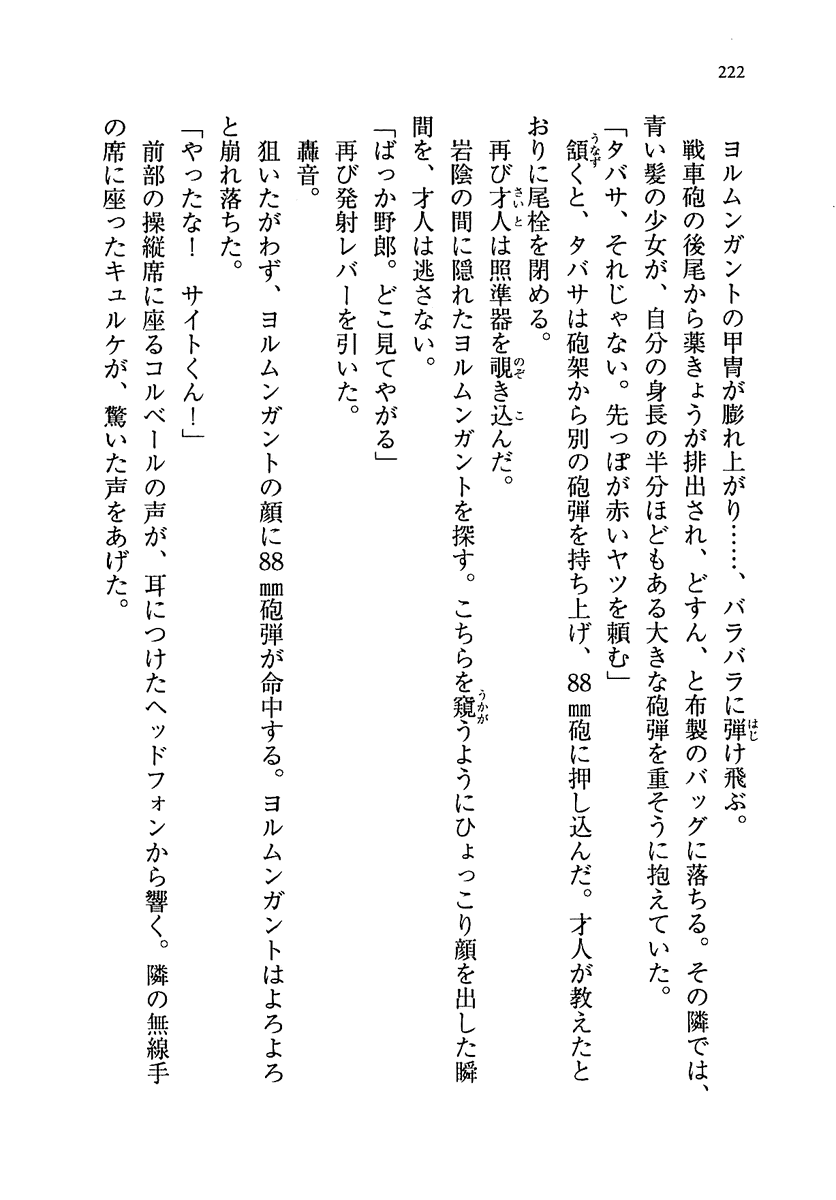 222
ヨルムンガントの甲冑が膨れ上がり……、バラバラに弾け飛ぶ。
戦車砲の後尾から薬きょうが排出され、どすん、と布製のバッグに落ちる。その隣では、
青い髪の少女が、自分の身長の半分ほどもある大きな砲弾を重そうに抱えていた。
「タバサ、それじゃない。先っぽが赤いヤツを頼む」
頷くと、タバサは砲架から別の砲弾を持ち上げ、88㎜砲に押し込んだ。才人が教えたと
おりに尾栓を閉める。
再び才人は照準器を覗き込んだ。
岩陰の間に隠れたヨルムンガントを探す。こちらを窺うようにひょっこり顔を出した瞬
間を、才人は逃さない。
「ばっか野郎。どこ見てやがる」
再び発射レバーを引いた。
轟音。
狙いたがわず、ヨルムンガントの顔に88㎜砲弾が命中する。ヨルムンガントはよろよろ
と崩れ落ちた。
「やったな！　サイトくん！」
前部の操縦席に座るコルベールの声が、耳につけたヘッドフォンから響く。隣の無線手
の席に座ったキュルケが、驚いた声をあげた。